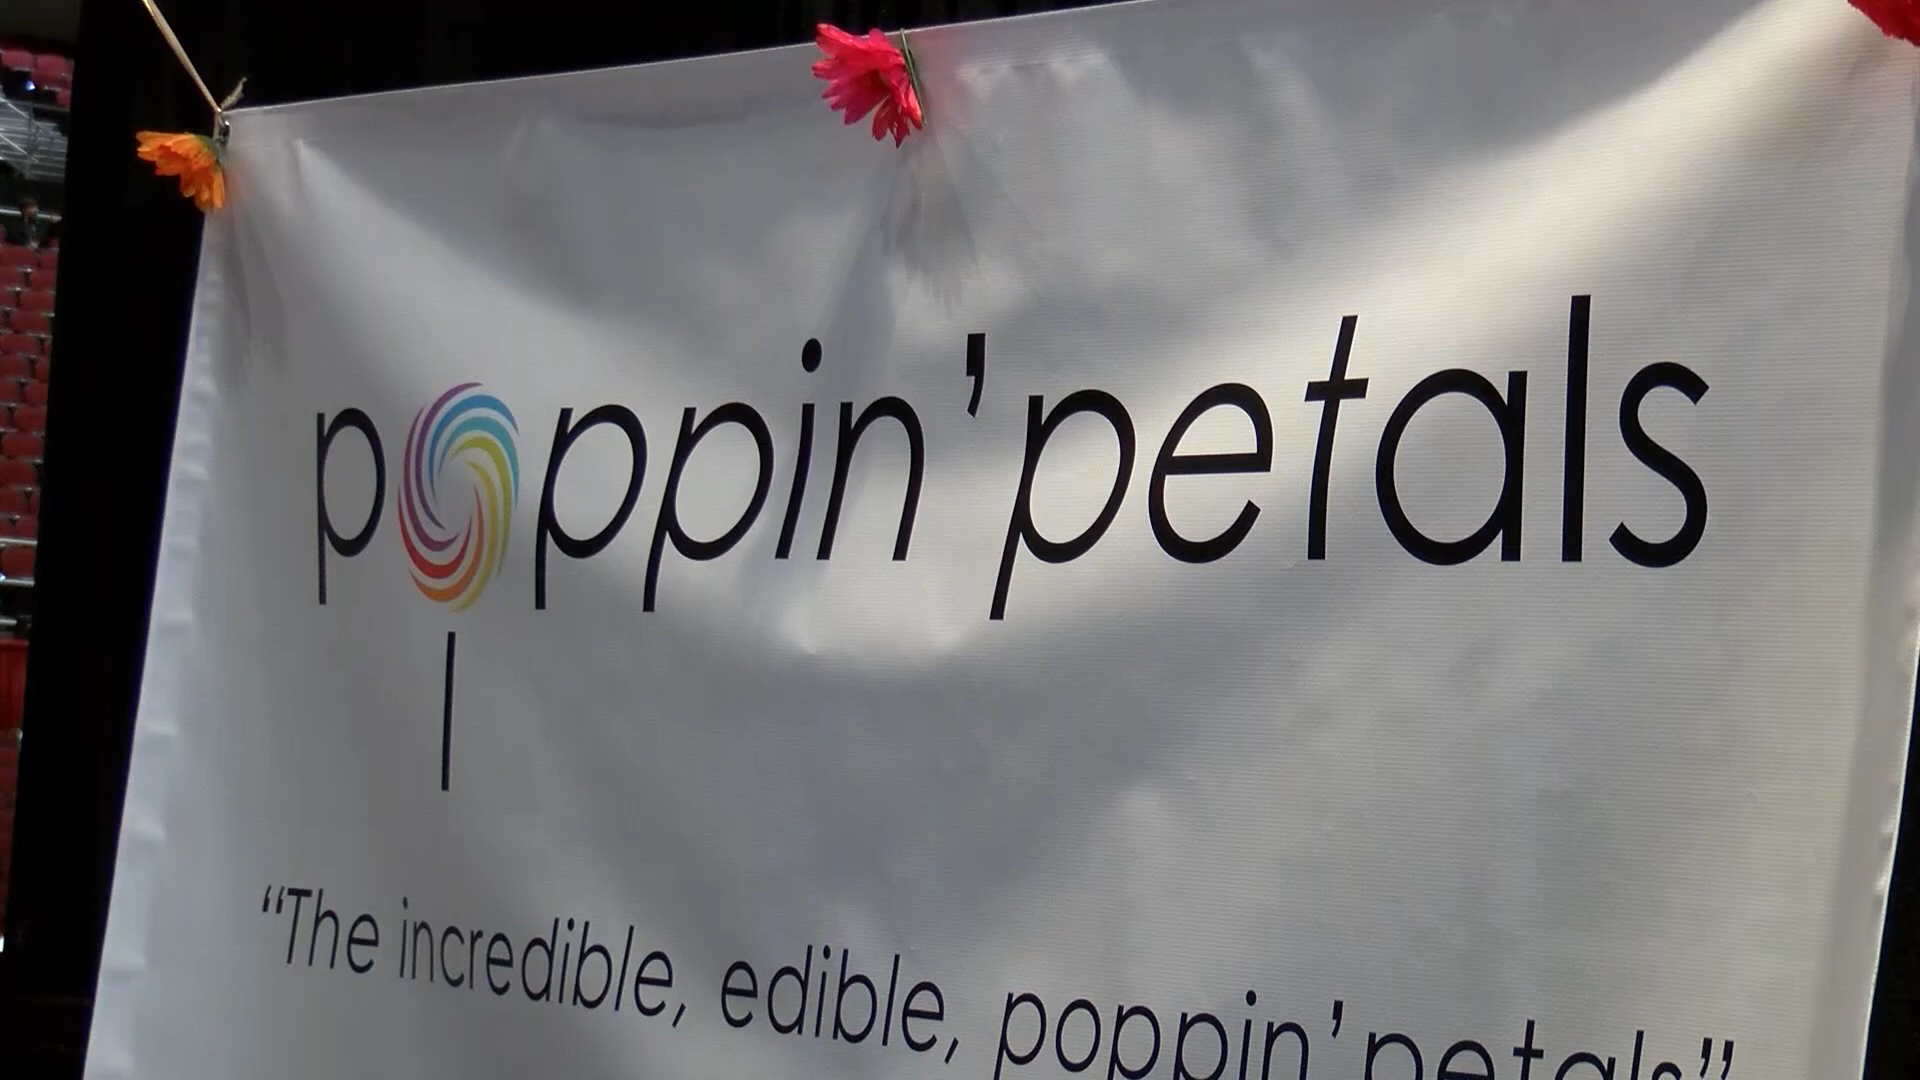 poppin' petals
“The incredible, edible, poppin' petals”